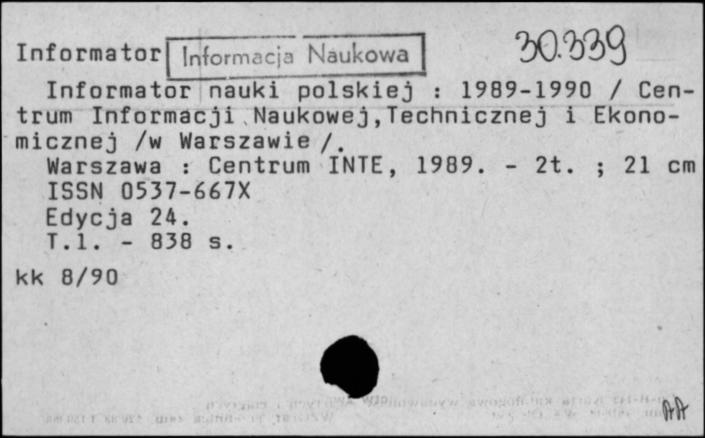 Informator Informacja Naukowa 30.339
Informator nauki polskiej : 1989-1990 / Cen-
trum Informacji Naukowej,Technicznej i Ekono-
micznej /w Warszawie/.
Warszawa : Centrum INTE, 1989. - 2t. ; 21 cm
ISSN 0537-667X
Edycja 24.
T.1. - 838 s.
kk 8/90
AA